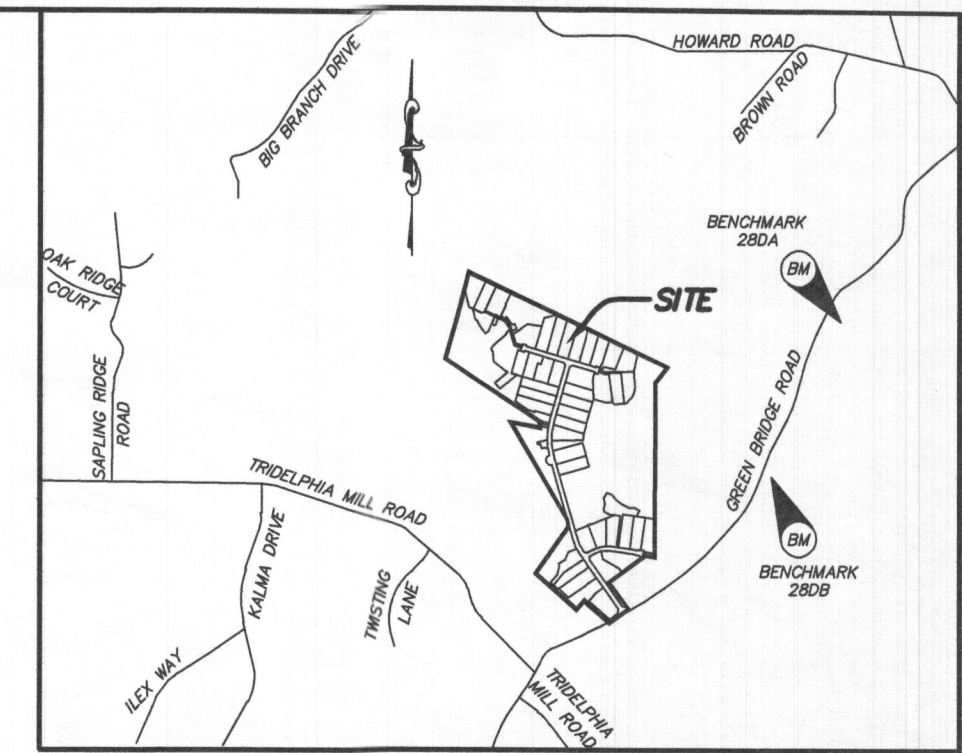 HOWARD ROAD
BIG BRANCH DRIVE
BROWN ROAD
BENCHMARK
28DA
BM
OAK RIDGE
COURT
SITE
SAPLING RIDGE
ROAD
GREEN BRIDGE ROAD
TRIDELPHIA MILL ROAD
KALMA DRIVE
BM
BENCHMARK
28DB
TWISTING
LANE
ILEX WAY
TRIDELPHIA
MILL ROAD